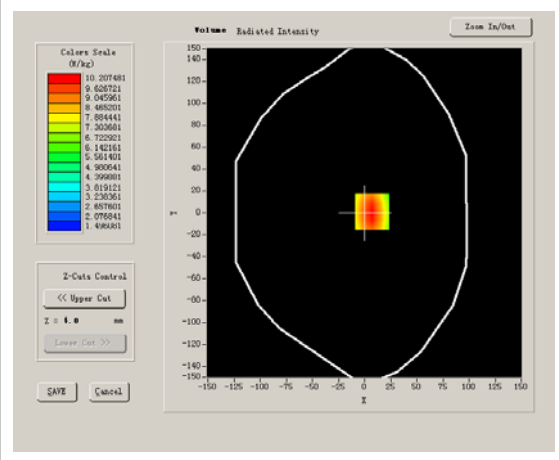 Volume Radiated Intensity
Zoom In/Out
Colors Scale
(W/kg)
10.207481
9.626721
9.045961
8.465201
7.884441
7.303681
6.722921
6.142161
5.561401
4.980641
4.399881
3.819121
3.238361
2.657601
2.076841
1.496081
Z-Cuts Control
<< Upper Cut
Z = 4.0 mm
Lower Cut >>
SAVE
Cancel
150
140
120
100
80
60
40
20
0
-20
-40
-60
-80
-100
-120
-140
-150
Y
-150 -125 -100 -75 -50 -25 0 25 50 75 100 125 150
X